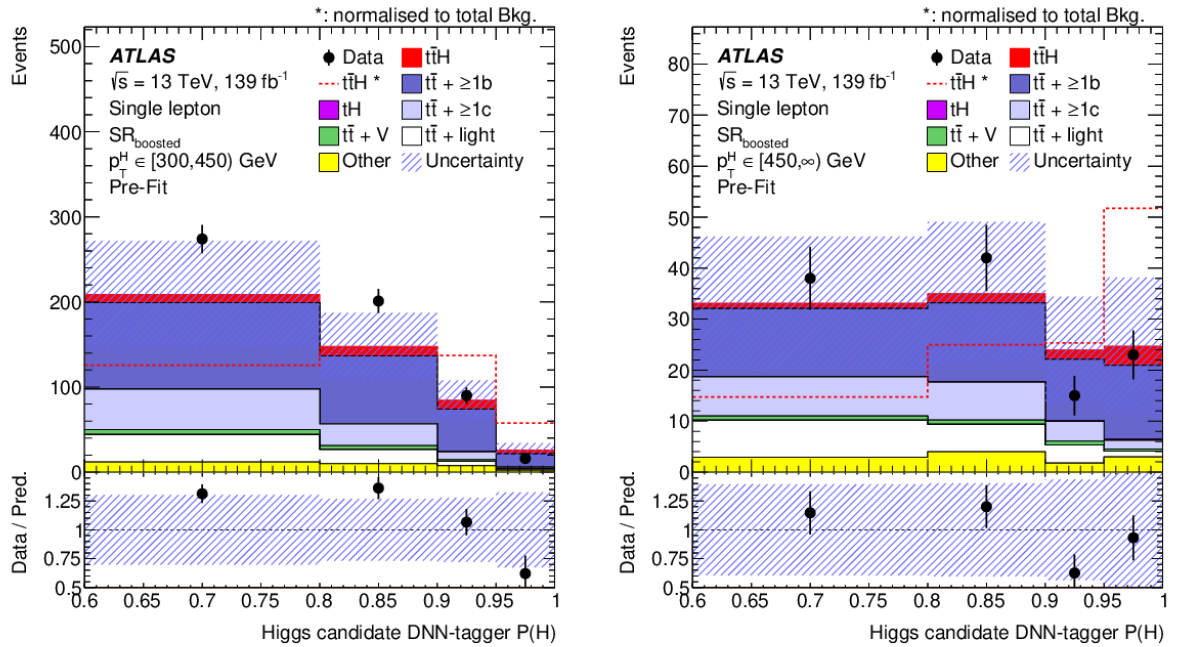 *: normalised to total Bkg.
Events
500
400
300
200
100
0
ATLAS
√s = 13 TeV, 139 fb-1
Single lepton
SRboosted
pTH ∈ [300,450) GeV
Pre-Fit
Data
tt̄H
tt̄H *
tt̄ + ≥1b
tH
tt̄ + ≥1c
tt̄ + V
tt̄ + light
Other
Uncertainty
Data / Pred.
1.25
1
0.75
0.5
0.6 0.65 0.7 0.75 0.8 0.85 0.9 0.95 1
Higgs candidate DNN-tagger P(H)
*: normalised to total Bkg.
Events
80
70
60
50
40
30
20
10
0
ATLAS
√s = 13 TeV, 139 fb-1
Single lepton
SRboosted
pTH ∈ [450,∞) GeV
Pre-Fit
Data
tt̄H
tt̄H *
tt̄ + ≥1b
tH
tt̄ + ≥1c
tt̄ + V
tt̄ + light
Other
Uncertainty
Data / Pred.
1.25
1
0.75
0.5
0.6 0.65 0.7 0.75 0.8 0.85 0.9 0.95 1
Higgs candidate DNN-tagger P(H)